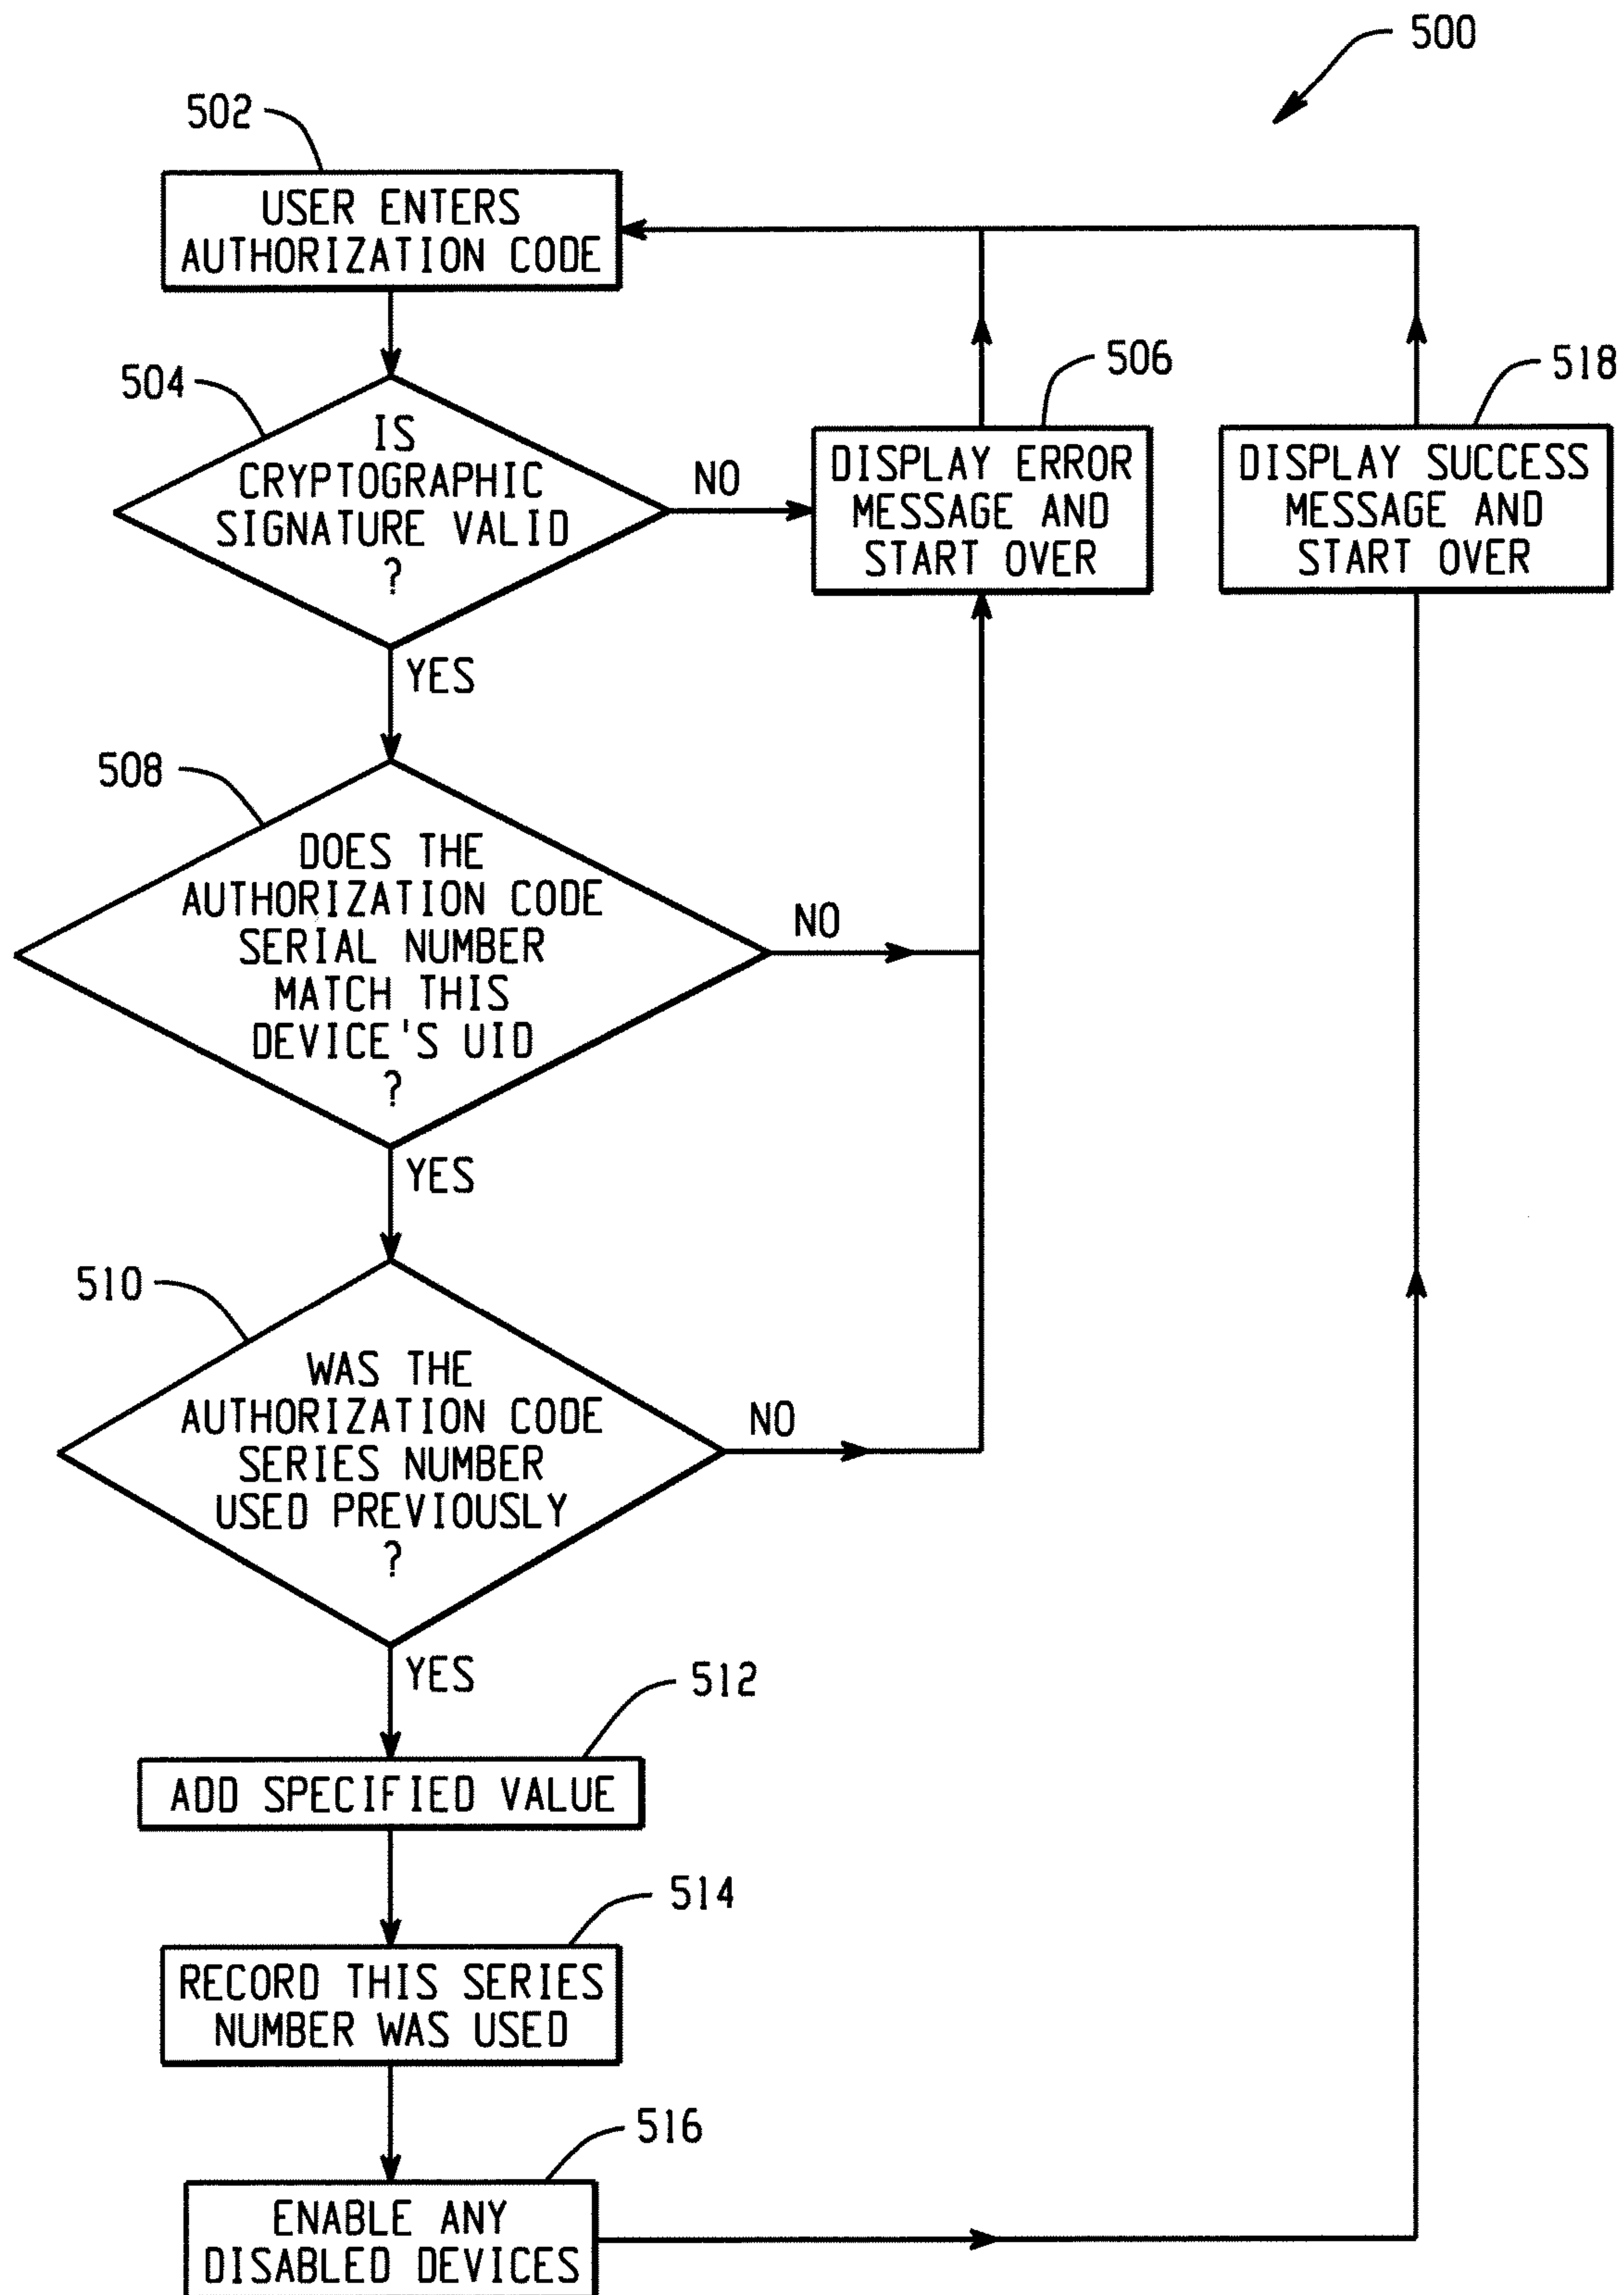 500
502
USER ENTERS
AUTHORIZATION CODE
504
IS
CRYPTOGRAPHIC
SIGNATURE VALID
?
NO
506
DISPLAY ERROR
MESSAGE AND
START OVER
518
DISPLAY SUCCESS
MESSAGE AND
START OVER
YES
508
DOES THE
AUTHORIZATION CODE
SERIAL NUMBER
MATCH THIS
DEVICE'S UID
?
NO
YES
510
WAS THE
AUTHORIZATION CODE
SERIES NUMBER
USED PREVIOUSLY
?
NO
YES
512
ADD SPECIFIED VALUE
514
RECORD THIS SERIES
NUMBER WAS USED
516
ENABLE ANY
DISABLED DEVICES